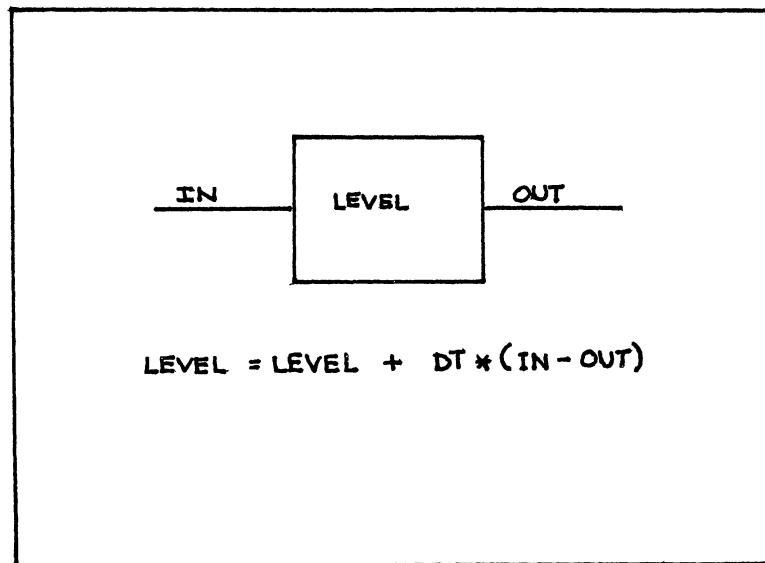 IN LEVEL OUT
LEVEL = LEVEL + DT * (IN - OUT)